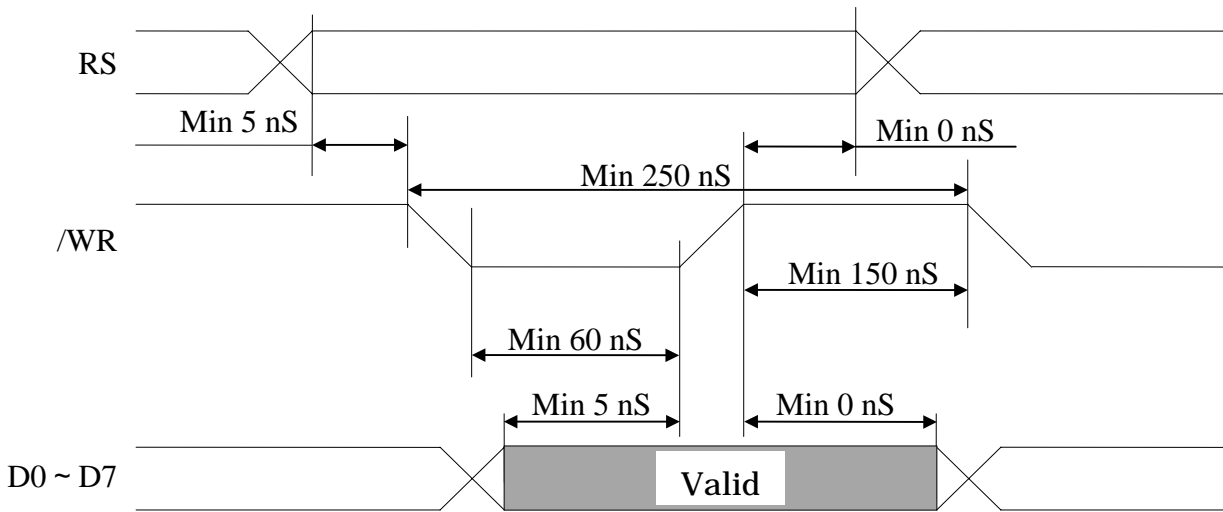 RS
Min 5 nS
Min 0 nS
Min 250 nS
/WR
Min 150 nS
Min 60 nS
Min 5 nS
Min 0 nS
D0 ~ D7
Valid